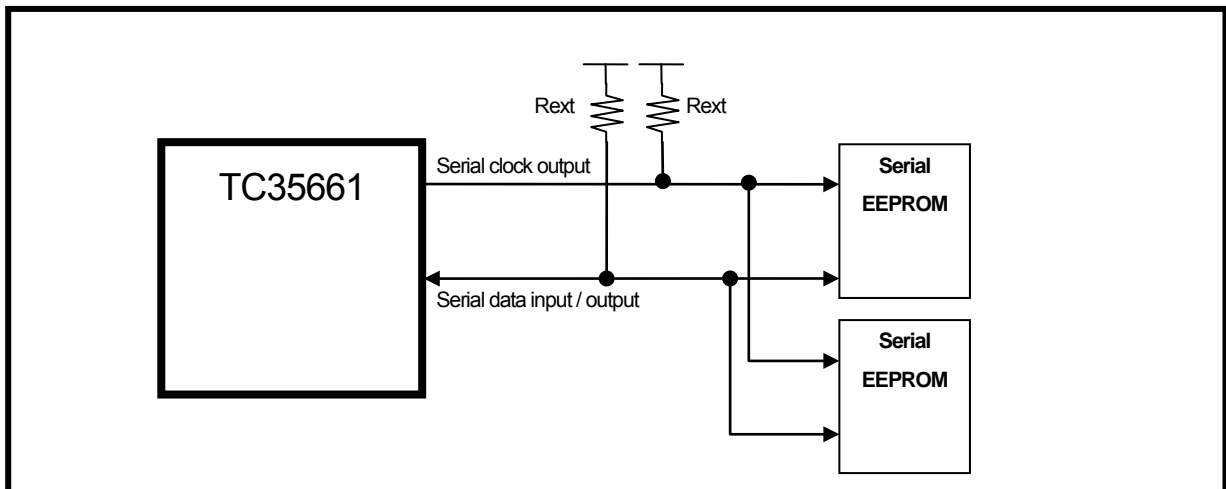 Rext
Rext
Serial clock output
TC35661
Serial
EEPROM
Serial data input / output
Serial
EEPROM